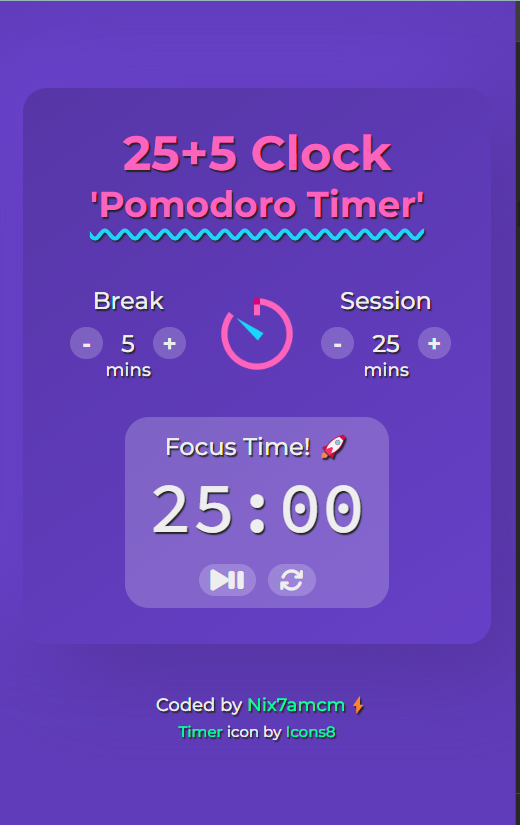 25+5 Clock
'Pomodoro Timer'
Break
- 5 +
mins
Session
- 25 +
mins
Focus Time! 🚀
25:00
Coded by Nix7amcm ⚡
Timer icon by Icons8